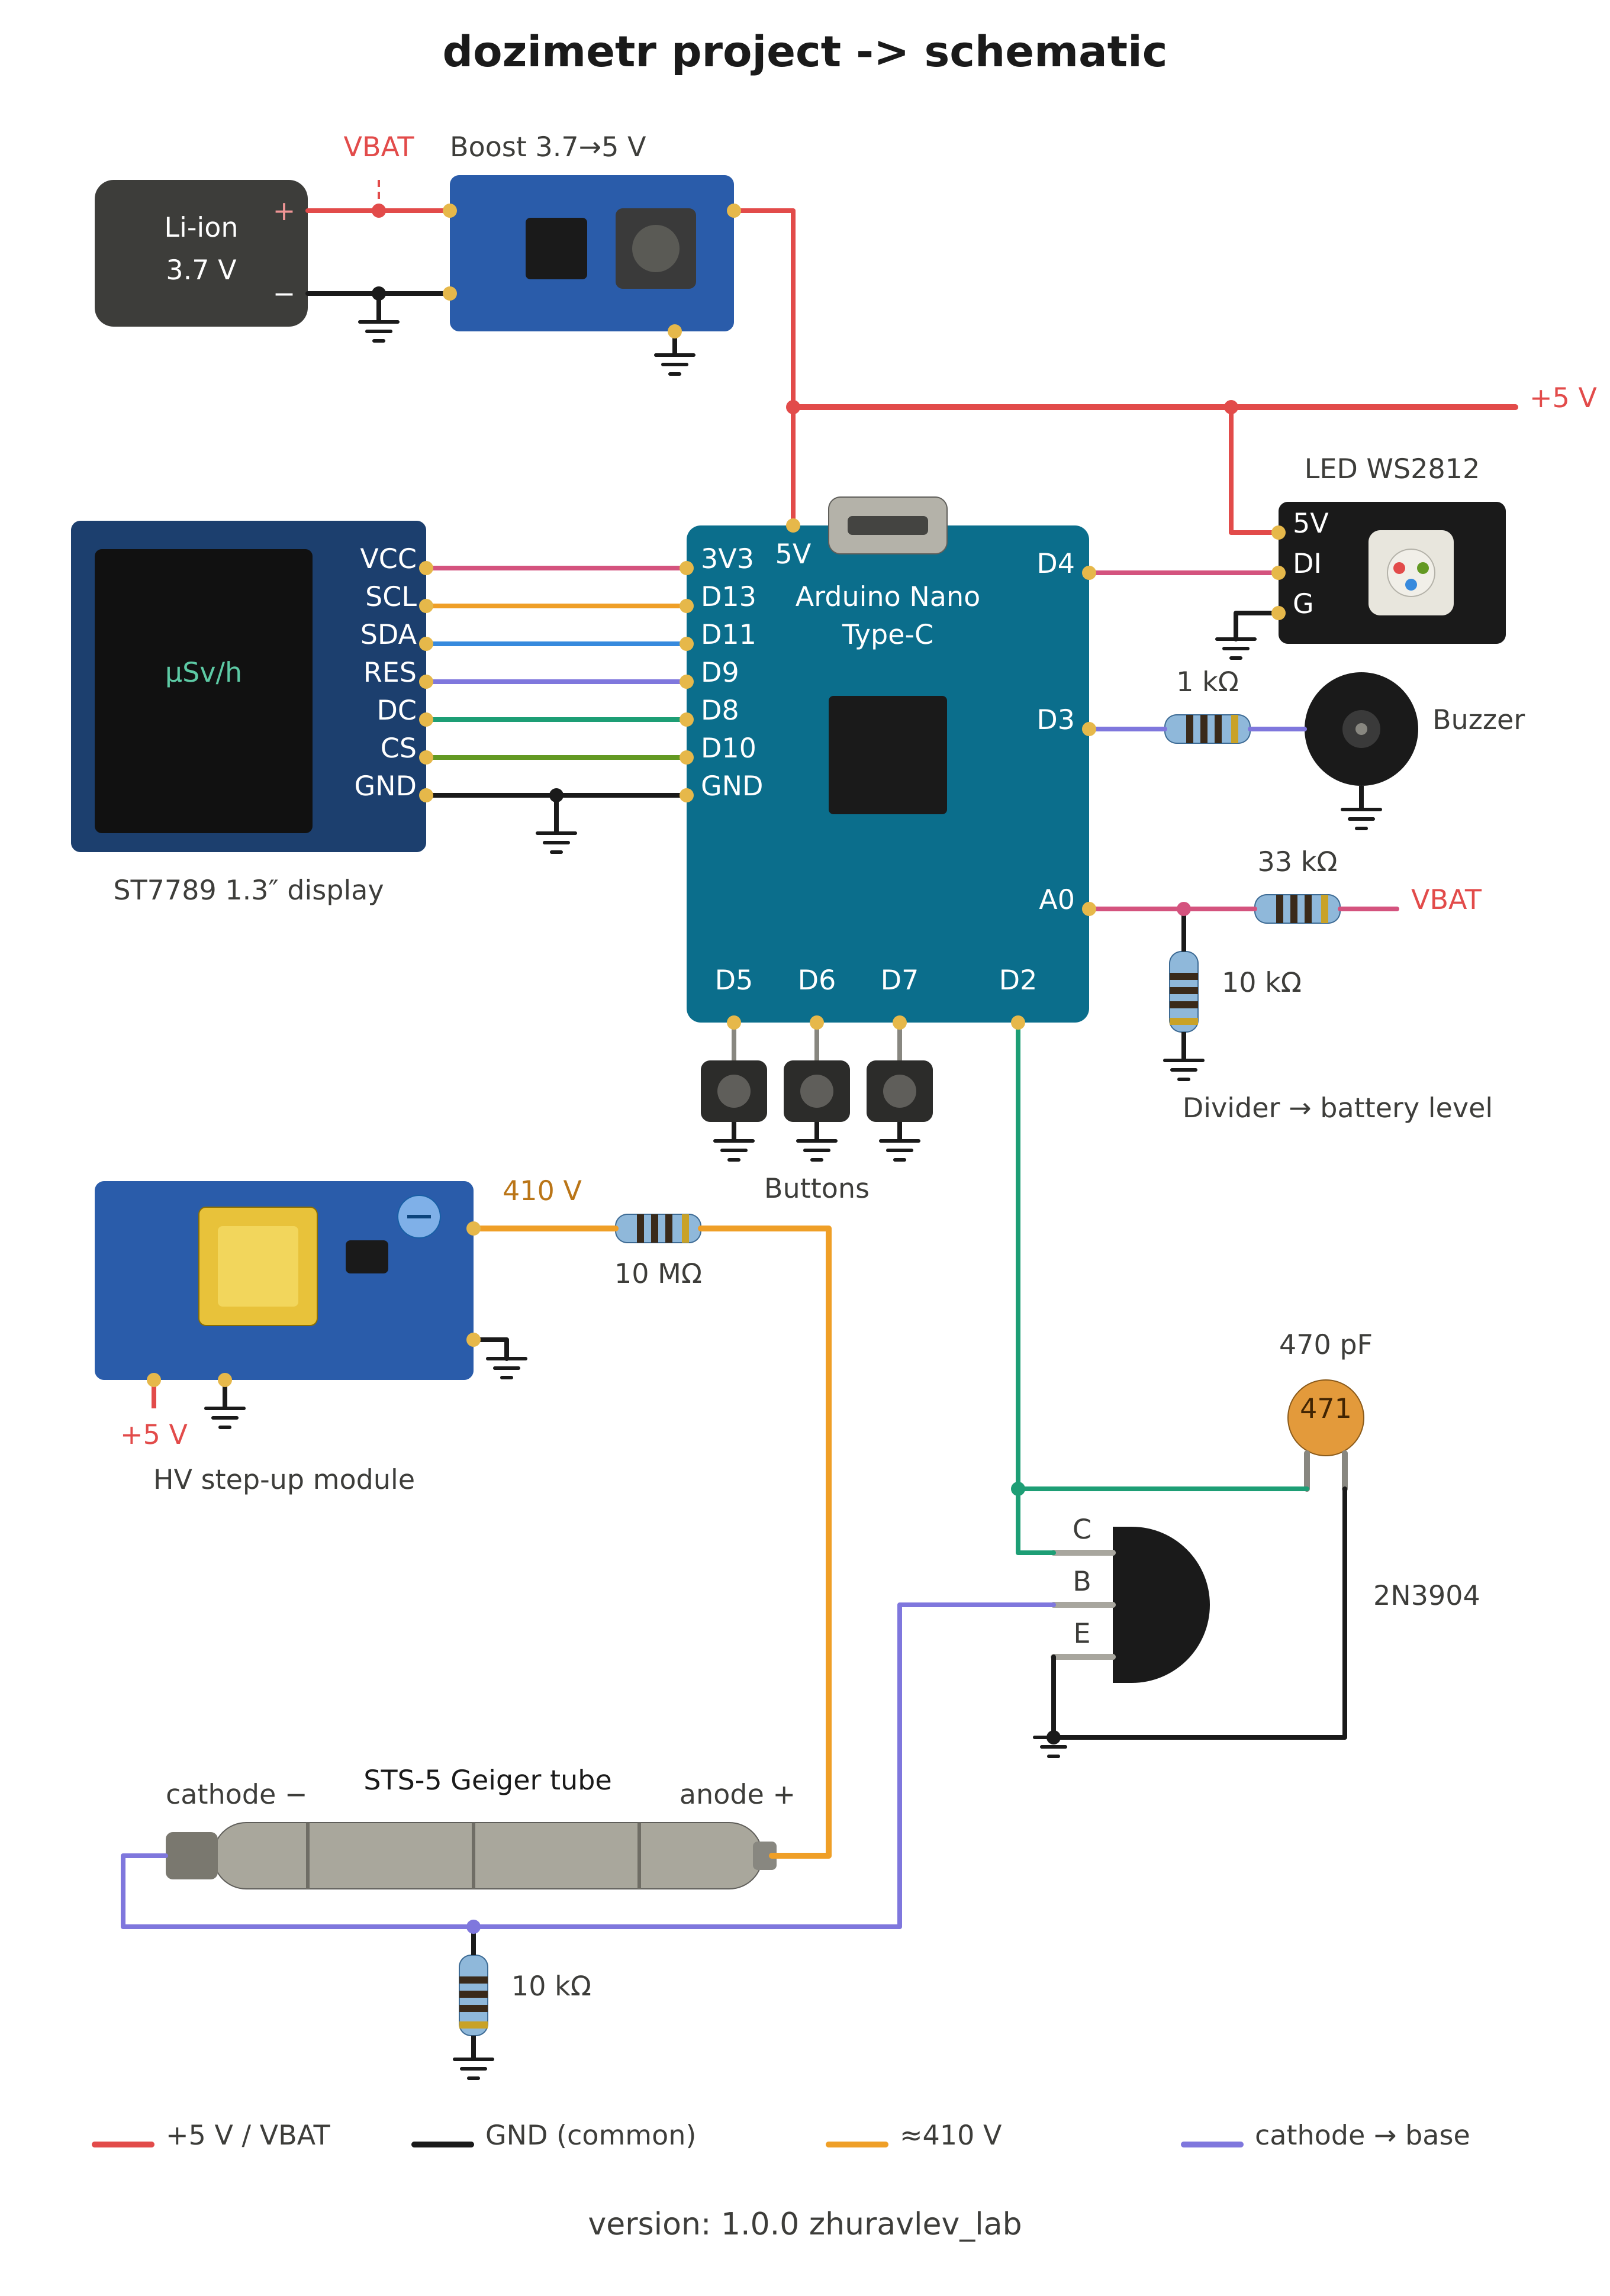 dozimetr project -> schematic
VBAT
Boost 3.7→5 V
Li-ion
3.7 V
+
−
+5 V
LED WS2812
5V
DI
G
VCC
SCL
SDA
RES
DC
CS
GND
µSv/h
ST7789 1.3″ display
3V3
5V
D13
D11
D9
D8
D10
GND
Arduino Nano
Type-C
D4
D3
A0
D5
D6
D7
D2
1 kΩ
Buzzer
33 kΩ
VBAT
10 kΩ
Divider → battery level
Buttons
410 V
10 MΩ
+5 V
HV step-up module
470 pF
471
C
B
E
2N3904
cathode −
STS-5 Geiger tube
anode +
10 kΩ
+5 V / VBAT
GND (common)
≈410 V
cathode → base
version: 1.0.0 zhuravlev_lab